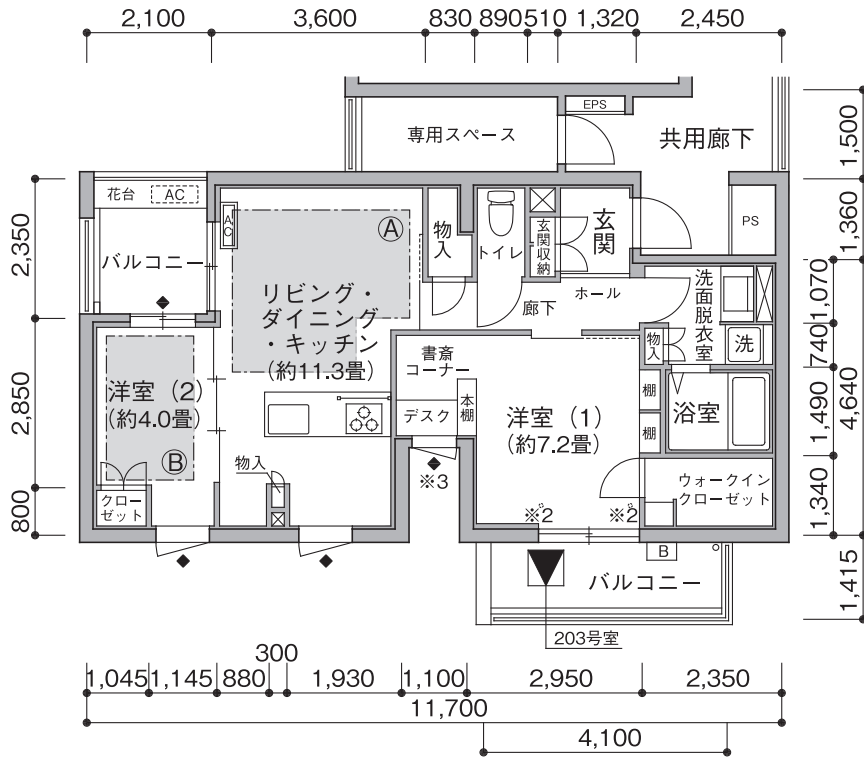 2,100 3,600 830 890 510 1,320 2,450
EPS
専用スペース
共用廊下
1,500
花台 AC
AC
Ⓐ
物入
トイレ
玄関収納
玄関
PS
1,360
2,350
バルコニー
リビング・
ダイニング
・キッチン
(約11.3畳)
廊下
ホール
洗面脱衣室
1,070
物入
洗
740
書斎
コーナー
洋室（2）
(約4.0畳)
2,850
デスク
本棚
洋室（1）
(約7.2畳)
棚
棚
浴室
1,490
4,640
Ⓑ
物入
※3
ウォークイン
クローゼット
クロー
ゼット
800
※2 ※2
1,340
B
バルコニー
1,415
203号室
300
1,045 1,145 880 1,930 1,100 2,950 2,350
11,700
4,100